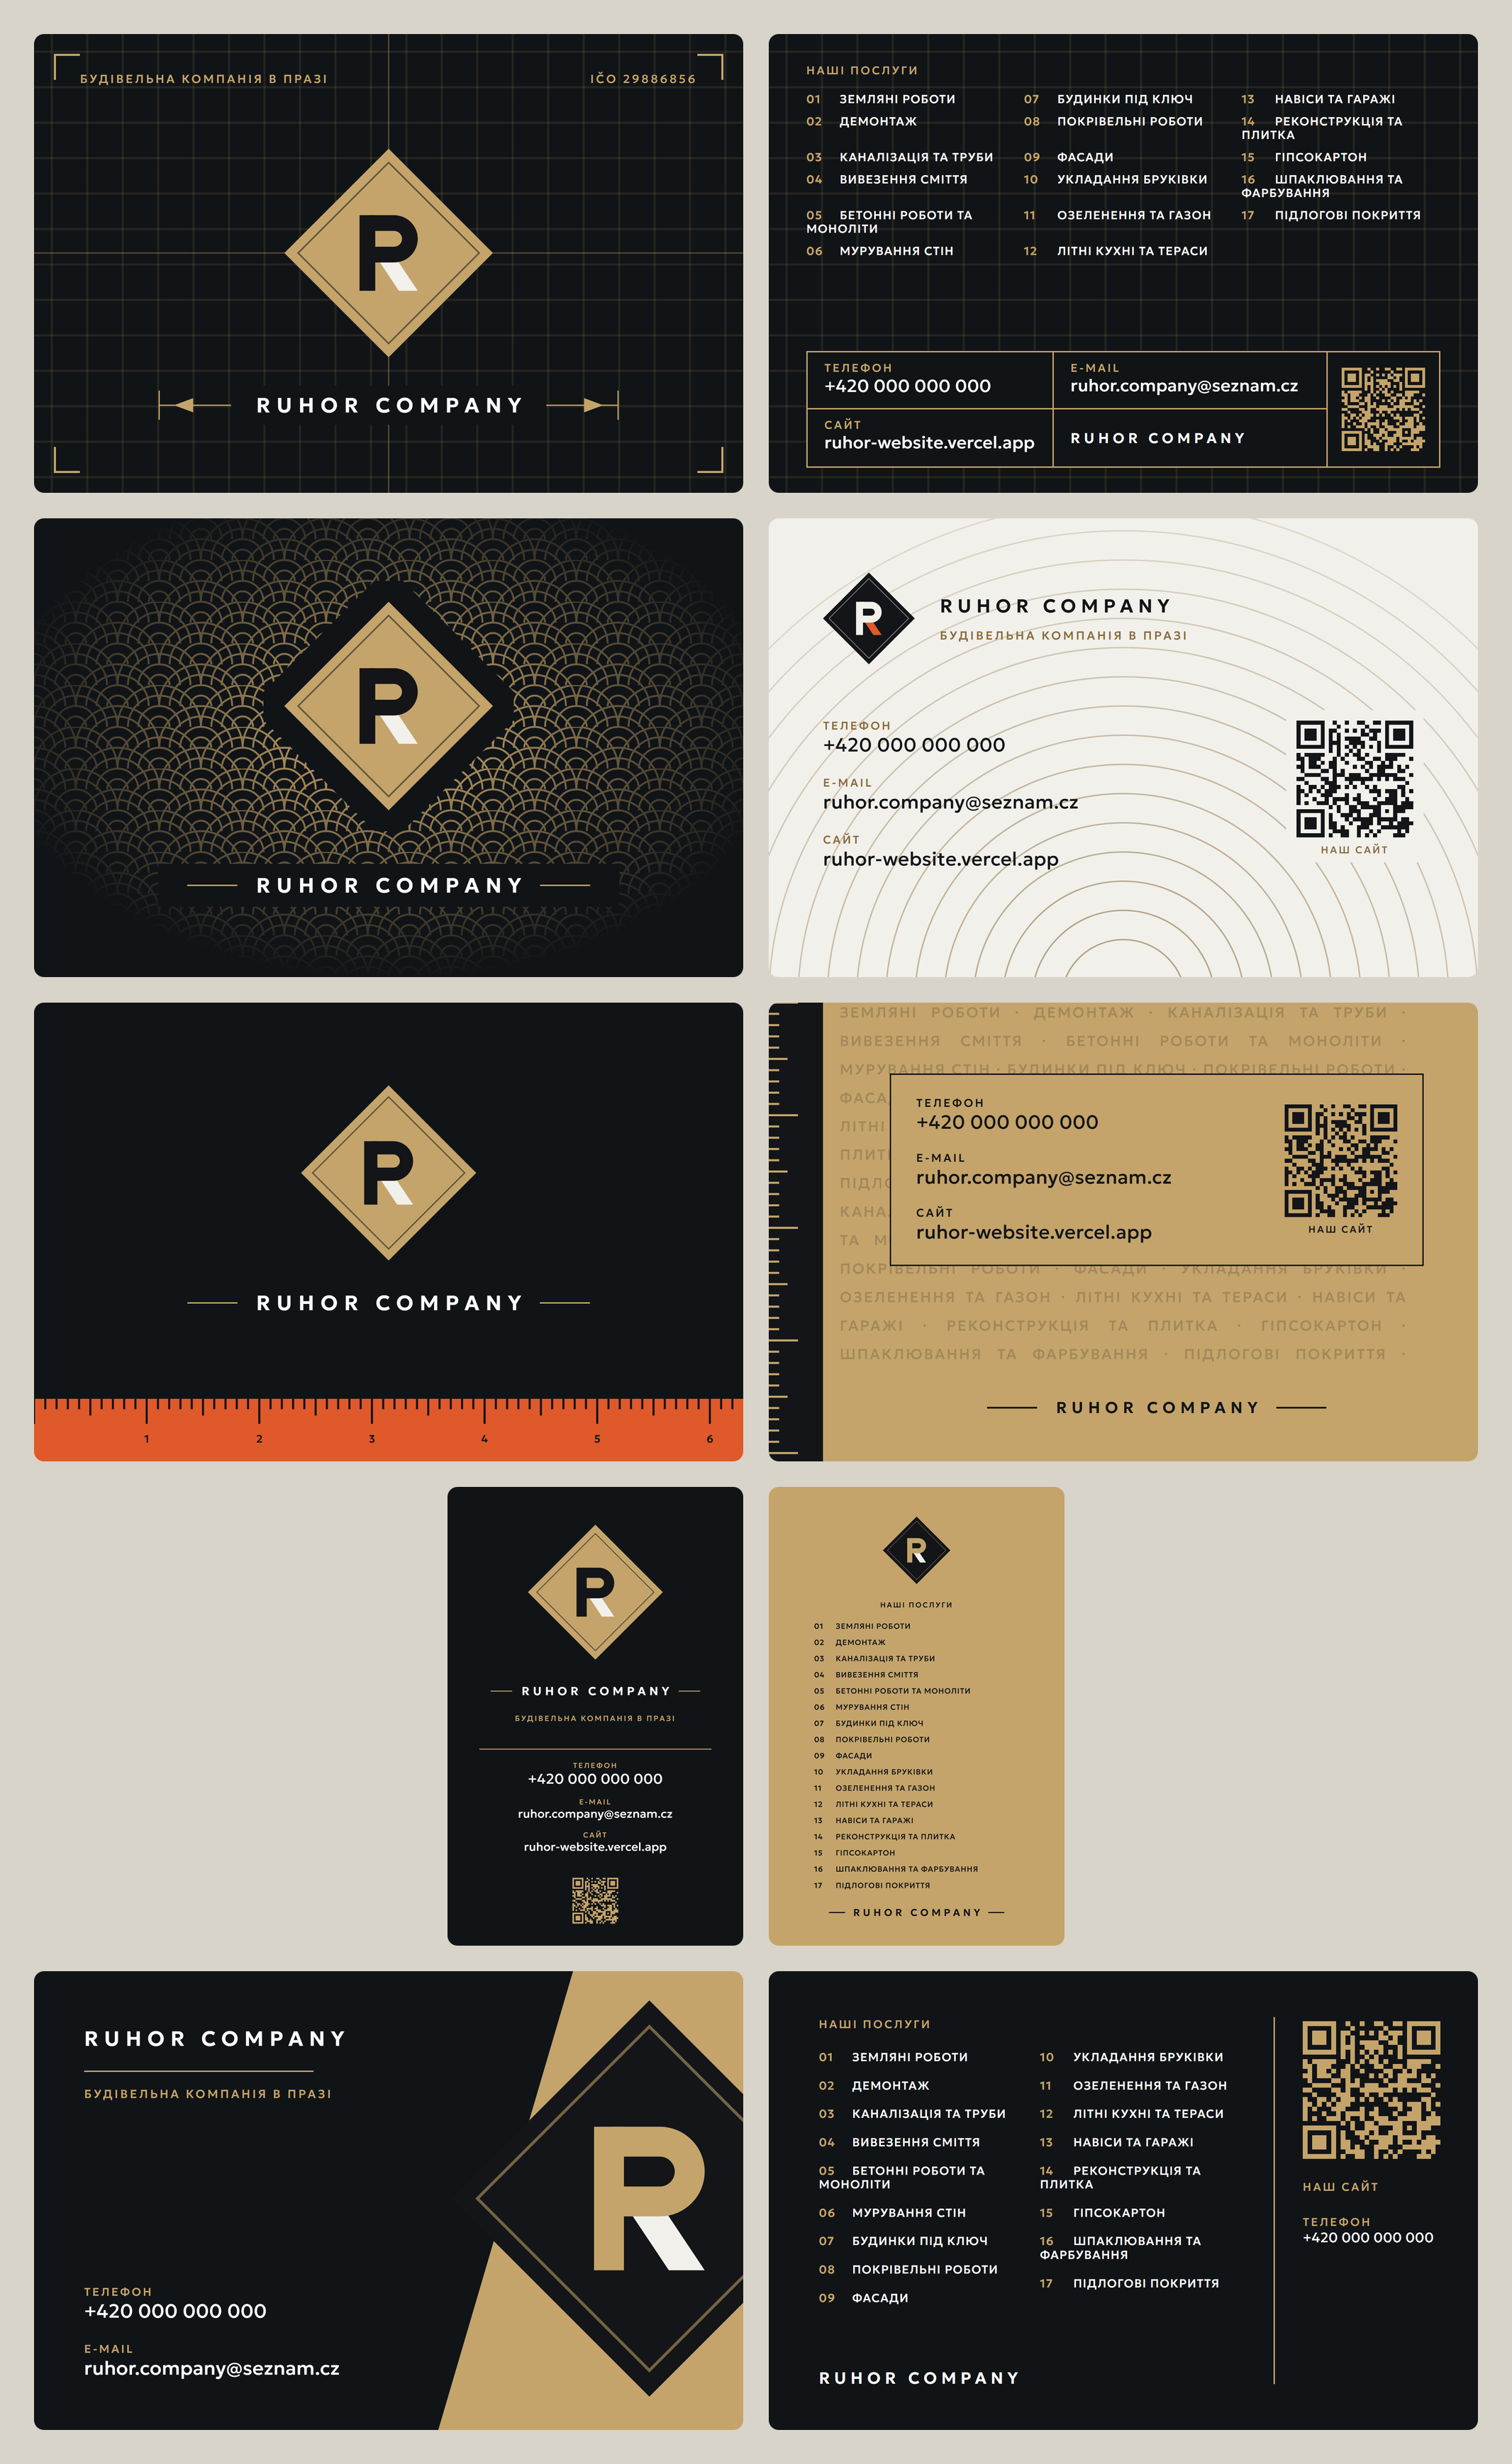 БУДІВЕЛЬНА КОМПАНІЯ В ПРАЗІ
IČO 29886856
R
RUHOR COMPANY
НАШІ ПОСЛУГИ
01 ЗЕМЛЯНІ РОБОТИ
02 ДЕМОНТАЖ
03 КАНАЛІЗАЦІЯ ТА ТРУБИ
04 ВИВЕЗЕННЯ СМІТТЯ
05 БЕТОННІ РОБОТИ ТА
МОНОЛІТИ
06 МУРУВАННЯ СТІН
07 БУДИНКИ ПІД КЛЮЧ
08 ПОКРІВЕЛЬНІ РОБОТИ
09 ФАСАДИ
10 УКЛАДАННЯ БРУКІВКИ
11 ОЗЕЛЕНЕННЯ ТА ГАЗОН
12 ЛІТНІ КУХНІ ТА ТЕРАСИ
13 НАВІСИ ТА ГАРАЖІ
14 РЕКОНСТРУКЦІЯ ТА
ПЛИТКА
15 ГІПСОКАРТОН
16 ШПАКЛЮВАННЯ ТА
ФАРБУВАННЯ
17 ПІДЛОГОВІ ПОКРИТТЯ
ТЕЛЕФОН
+420 000 000 000
E-MAIL
ruhor.company@seznam.cz
САЙТ
ruhor-website.vercel.app
RUHOR COMPANY
R
RUHOR COMPANY
R
RUHOR COMPANY
БУДІВЕЛЬНА КОМПАНІЯ В ПРАЗІ
ТЕЛЕФОН
+420 000 000 000
E-MAIL
ruhor.company@seznam.cz
САЙТ
ruhor-website.vercel.app
НАШ САЙТ
R
RUHOR COMPANY
1 2 3 4 5 6
ЗЕМЛЯНІ РОБОТИ · ДЕМОНТАЖ · КАНАЛІЗАЦІЯ ТА ТРУБИ ·
ВИВЕЗЕННЯ СМІТТЯ · БЕТОННІ РОБОТИ ТА МОНОЛІТИ ·
МУРУВАННЯ СТІН · БУДИНКИ ПІД КЛЮЧ · ПОКРІВЕЛЬНІ РОБОТИ ·
ЛІТНІ
ТА
ПОКРІВЕЛЬНІ РОБОТИ · ФАСАДИ · УКЛАДАННЯ БРУКІВКИ ·
ОЗЕЛЕНЕННЯ ТА ГАЗОН · ЛІТНІ КУХНІ ТА ТЕРАСИ · НАВІСИ ТА
ГАРАЖІ · РЕКОНСТРУКЦІЯ ТА ПЛИТКА · ГІПСОКАРТОН ·
ШПАКЛЮВАННЯ ТА ФАРБУВАННЯ · ПІДЛОГОВІ ПОКРИТТЯ ·
ТЕЛЕФОН
+420 000 000 000
E-MAIL
ruhor.company@seznam.cz
САЙТ
ruhor-website.vercel.app
НАШ САЙТ
RUHOR COMPANY
R
RUHOR COMPANY
БУДІВЕЛЬНА КОМПАНІЯ В ПРАЗІ
ТЕЛЕФОН
+420 000 000 000
E-MAIL
ruhor.company@seznam.cz
САЙТ
ruhor-website.vercel.app
R
НАШІ ПОСЛУГИ
01 ЗЕМЛЯНІ РОБОТИ
02 ДЕМОНТАЖ
03 КАНАЛІЗАЦІЯ ТА ТРУБИ
04 ВИВЕЗЕННЯ СМІТТЯ
05 БЕТОННІ РОБОТИ ТА МОНОЛІТИ
06 МУРУВАННЯ СТІН
07 БУДИНКИ ПІД КЛЮЧ
08 ПОКРІВЕЛЬНІ РОБОТИ
09 ФАСАДИ
10 УКЛАДАННЯ БРУКІВКИ
11 ОЗЕЛЕНЕННЯ ТА ГАЗОН
12 ЛІТНІ КУХНІ ТА ТЕРАСИ
13 НАВІСИ ТА ГАРАЖІ
14 РЕКОНСТРУКЦІЯ ТА ПЛИТКА
15 ГІПСОКАРТОН
16 ШПАКЛЮВАННЯ ТА ФАРБУВАННЯ
17 ПІДЛОГОВІ ПОКРИТТЯ
RUHOR COMPANY
RUHOR COMPANY
БУДІВЕЛЬНА КОМПАНІЯ В ПРАЗІ
R
ТЕЛЕФОН
+420 000 000 000
E-MAIL
ruhor.company@seznam.cz
НАШІ ПОСЛУГИ
01 ЗЕМЛЯНІ РОБОТИ
02 ДЕМОНТАЖ
03 КАНАЛІЗАЦІЯ ТА ТРУБИ
04 ВИВЕЗЕННЯ СМІТТЯ
05 БЕТОННІ РОБОТИ ТА
МОНОЛІТИ
06 МУРУВАННЯ СТІН
07 БУДИНКИ ПІД КЛЮЧ
08 ПОКРІВЕЛЬНІ РОБОТИ
09 ФАСАДИ
10 УКЛАДАННЯ БРУКІВКИ
11 ОЗЕЛЕНЕННЯ ТА ГАЗОН
12 ЛІТНІ КУХНІ ТА ТЕРАСИ
13 НАВІСИ ТА ГАРАЖІ
14 РЕКОНСТРУКЦІЯ ТА
ПЛИТКА
15 ГІПСОКАРТОН
16 ШПАКЛЮВАННЯ ТА
ФАРБУВАННЯ
17 ПІДЛОГОВІ ПОКРИТТЯ
НАШ САЙТ
ТЕЛЕФОН
+420 000 000 000
RUHOR COMPANY